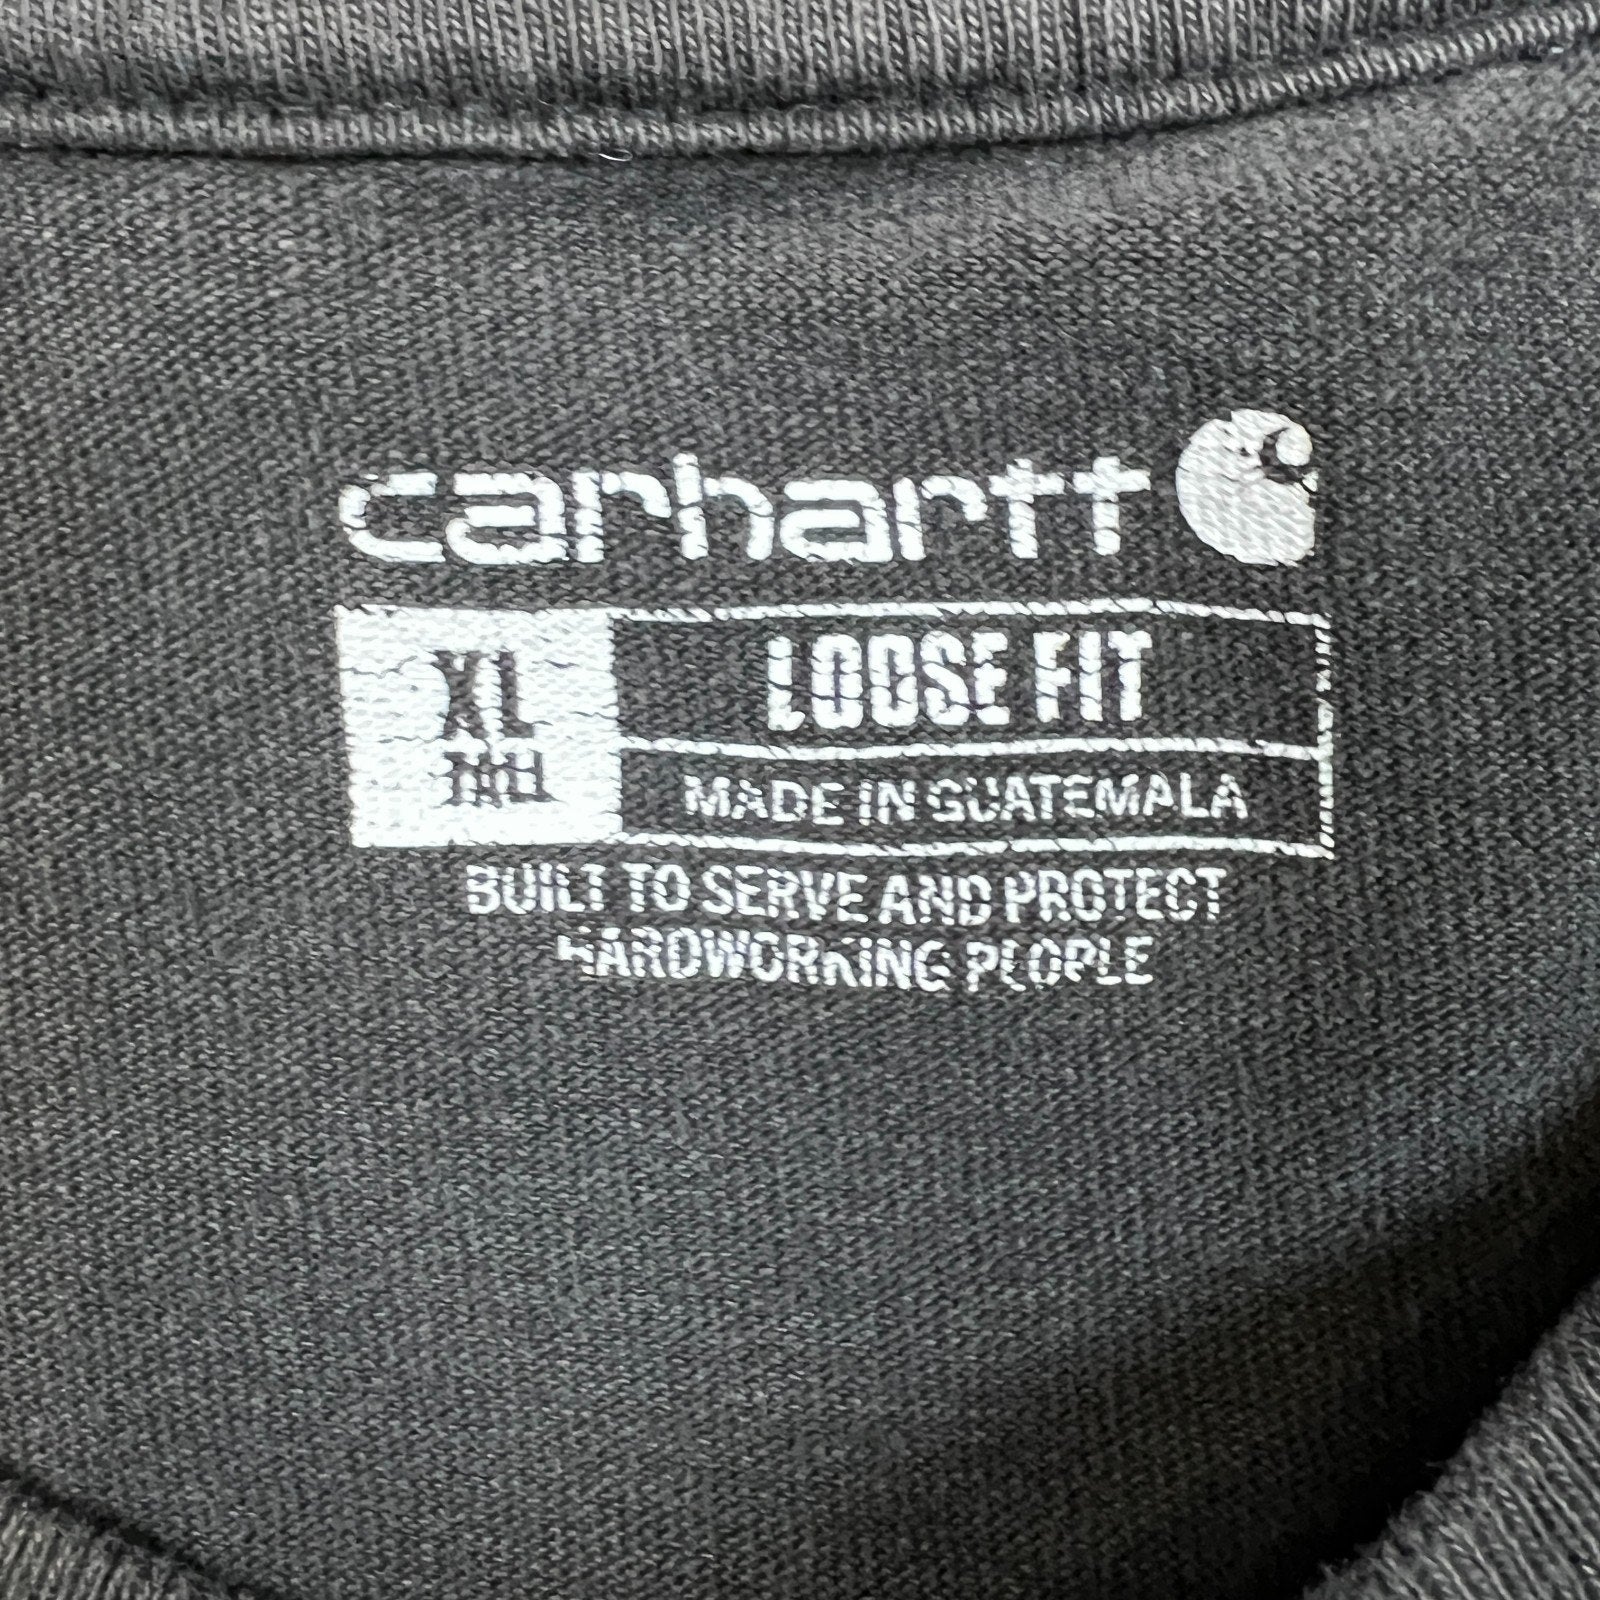 carhartt
XL
LOOSE FIT
MADE IN GUATEMALA
BUILT TO SERVE AND PROTECT
HARDWORKING PEOPLE